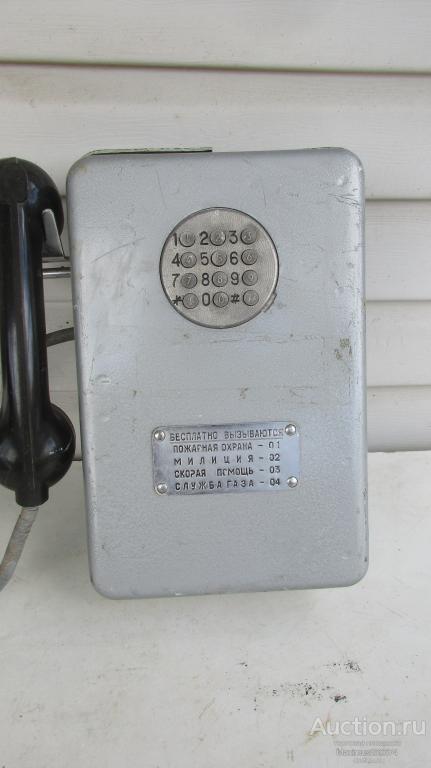 1 2 3
4 5 6
7 8 9
* 0 #
БЕСПЛАТНО ВЫЗЫВАЮТСЯ
ПОЖАРНАЯ ОХРАНА - 01
МИЛИЦИЯ - 02
СКОРАЯ ПОМОЩЬ - 03
СЛУЖБА ГАЗА - 04
Auction.ru